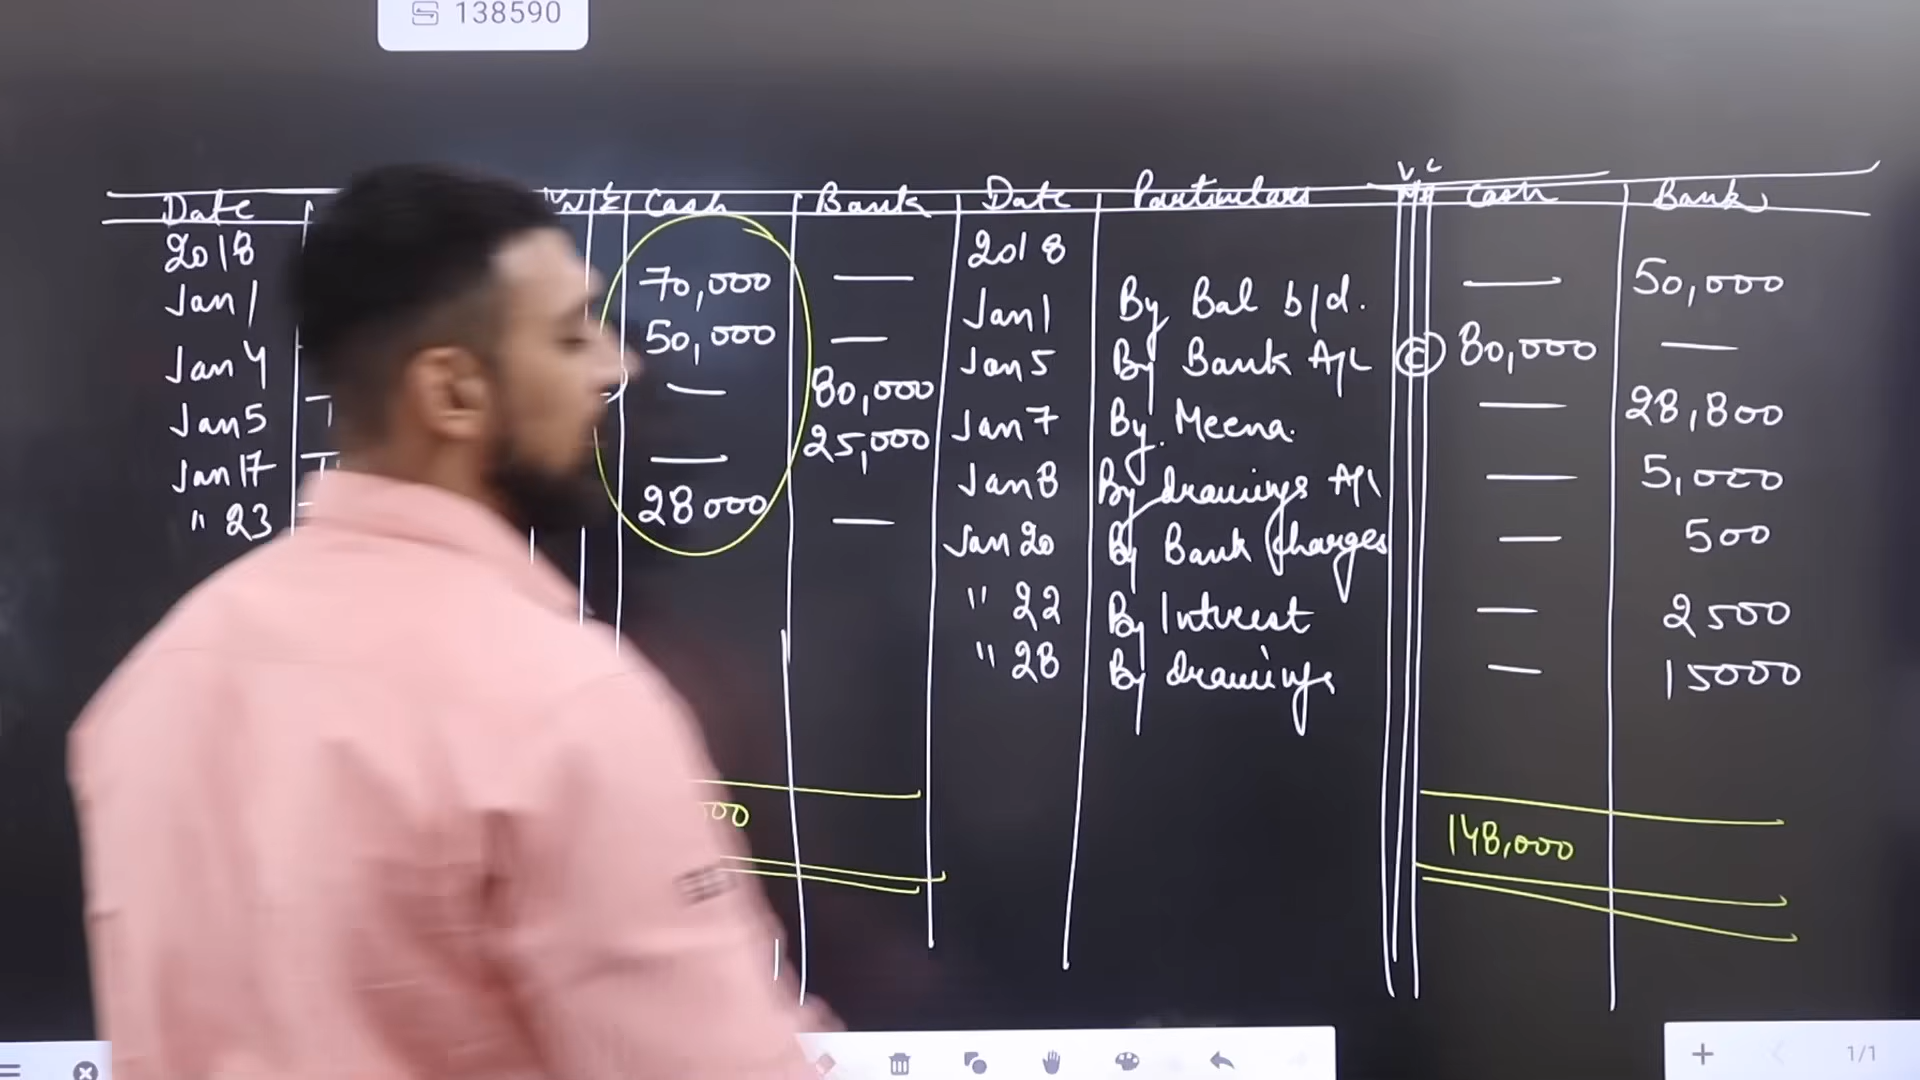 138590
Date Cash Bank Date Particulars Cash Bank
2018 2018
Jan 1 70,000 — Jan 1 By Bal b/d. — 50,000
Jan 4 50,000 — Jan 5 By Bank A/c C 80,000 —
Jan 5 — 80,000 Jan 7 By Meena. — 28,800
Jan 17 — 25,000 Jan 8 By drawings A/c — 5,000
" 23 28000 — Jan 20 By Bank Charges — 500
" 22 By Intrest — 2500
" 28 By drawings — 15000
148,000
1/1